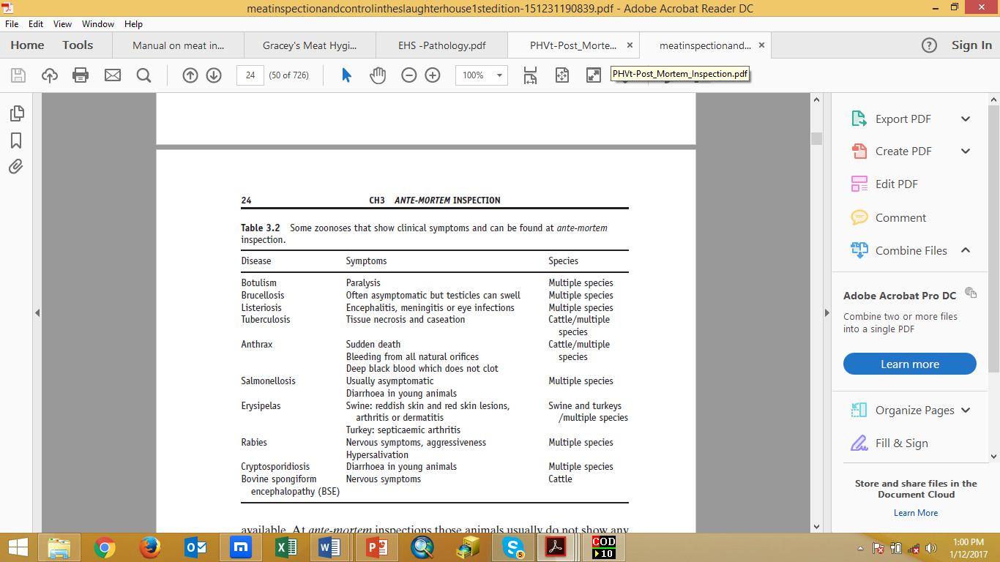 meatinspectionandcontrolintheslaughterhouse1stedition-151231190839.pdf - Adobe Acrobat Reader DC
File Edit View Window Help
Home Tools Manual on meat in... Gracey's Meat Hygi... EHS -Pathology.pdf PHVt-Post_Morte... × meatinspectionand... × ? Sign In
24 (50 of 726) 100% PHVt-Post_Mortem_Inspection.pdf
24 CH3 ANTE-MORTEM INSPECTION
Table 3.2 Some zoonoses that show clinical symptoms and can be found at ante-mortem
inspection.
Disease Symptoms Species
Botulism Paralysis Multiple species
Brucellosis Often asymptomatic but testicles can swell Multiple species
Listeriosis Encephalitis, meningitis or eye infections Multiple species
Tuberculosis Tissue necrosis and caseation Cattle/multiple
species
Anthrax Sudden death Cattle/multiple
Bleeding from all natural orifices species
Deep black blood which does not clot
Salmonellosis Usually asymptomatic Multiple species
Diarrhoea in young animals
Erysipelas Swine: reddish skin and red skin lesions, Swine and turkeys
arthritis or dermatitis /multiple species
Turkey: septicaemic arthritis
Rabies Nervous symptoms, aggressiveness Multiple species
Hypersalivation
Cryptosporidiosis Diarrhoea in young animals Multiple species
Bovine spongiform Nervous symptoms Cattle
encephalopathy (BSE)
available. At ante-mortem inspections those animals usually do not show any
Export PDF
Create PDF
Edit PDF
Comment
Combine Files
Adobe Acrobat Pro DC
Combine two or more files
into a single PDF
Learn more
Organize Pages
Fill & Sign
Store and share files in the
Document Cloud
Learn More
COD
10
5
1:00 PM
1/12/2017